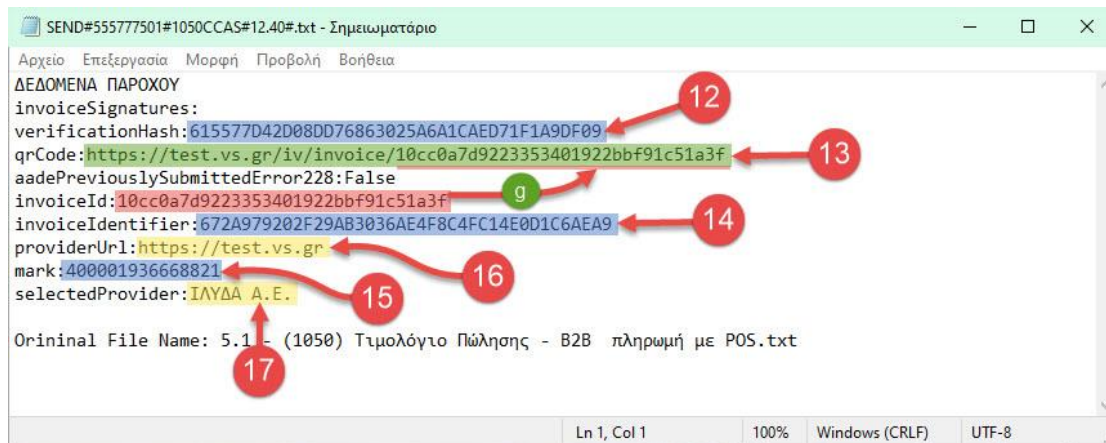 SEND#555777501#1050CCAS#12.40#.txt - Σημειωματάριο
Αρχείο Επεξεργασία Μορφή Προβολή Βοήθεια
ΔΕΔΟΜΕΝΑ ΠΑΡΟΧΟΥ
invoiceSignatures:
12
verificationHash:615577D42D08DD76863025A6A1CAED71F1A9DF09
qrCode:https://test.vs.gr/iv/invoice/10cc0a7d9223353401922bbf91c51a3f
13
aadePreviouslySubmittedError228:False
invoiceId:10cc0a7d9223353401922bbf91c51a3f
g
invoiceIdentifier:672A979202F29AB3036AE4F8C4FC14E0D1C6AEA9
14
providerUrl:https://test.vs.gr
16
mark:400001936668821
15
selectedProvider:ΙΛΥΔΑ Α.Ε.
Orininal File Name: 5.1 - (1050) Τιμολόγιο Πώλησης - B2B πληρωμή με POS.txt
17
Ln 1, Col 1 100% Windows (CRLF) UTF-8